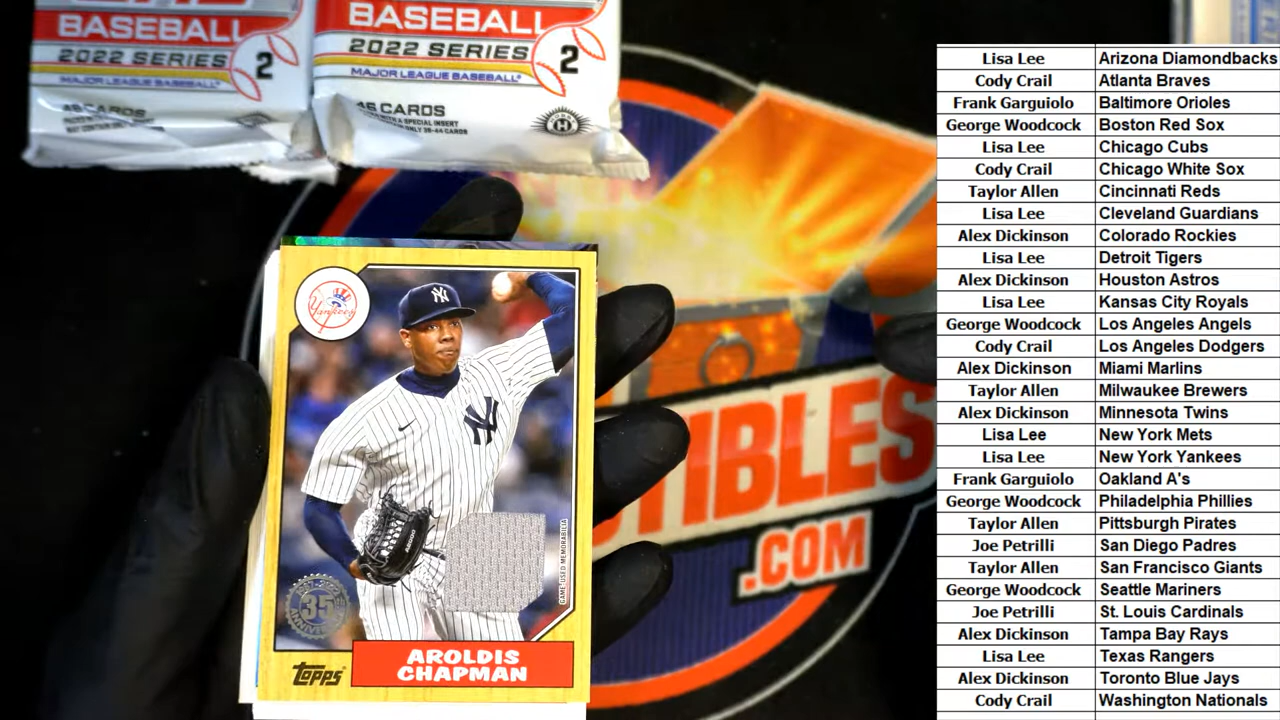 BASEBALL
2022 SERIES 2
MAJOR LEAGUE BASEBALL
BASEBALL
2022 SERIES 2
MAJOR LEAGUE BASEBALL
46 CARDS
H
Yankees
NY
NY
GAME-USED MEMORABILIA
35
ANNIVERSARY
topps
AROLDIS
CHAPMAN
TIBLES
.COM
Lisa Lee Arizona Diamondbacks
Cody Crail Atlanta Braves
Frank Garguiolo Baltimore Orioles
George Woodcock Boston Red Sox
Lisa Lee Chicago Cubs
Cody Crail Chicago White Sox
Taylor Allen Cincinnati Reds
Lisa Lee Cleveland Guardians
Alex Dickinson Colorado Rockies
Lisa Lee Detroit Tigers
Alex Dickinson Houston Astros
Lisa Lee Kansas City Royals
George Woodcock Los Angeles Angels
Cody Crail Los Angeles Dodgers
Alex Dickinson Miami Marlins
Taylor Allen Milwaukee Brewers
Alex Dickinson Minnesota Twins
Lisa Lee New York Mets
Lisa Lee New York Yankees
Frank Garguiolo Oakland A's
George Woodcock Philadelphia Phillies
Taylor Allen Pittsburgh Pirates
Joe Petrilli San Diego Padres
Taylor Allen San Francisco Giants
George Woodcock Seattle Mariners
Joe Petrilli St. Louis Cardinals
Alex Dickinson Tampa Bay Rays
Lisa Lee Texas Rangers
Alex Dickinson Toronto Blue Jays
Cody Crail Washington Nationals